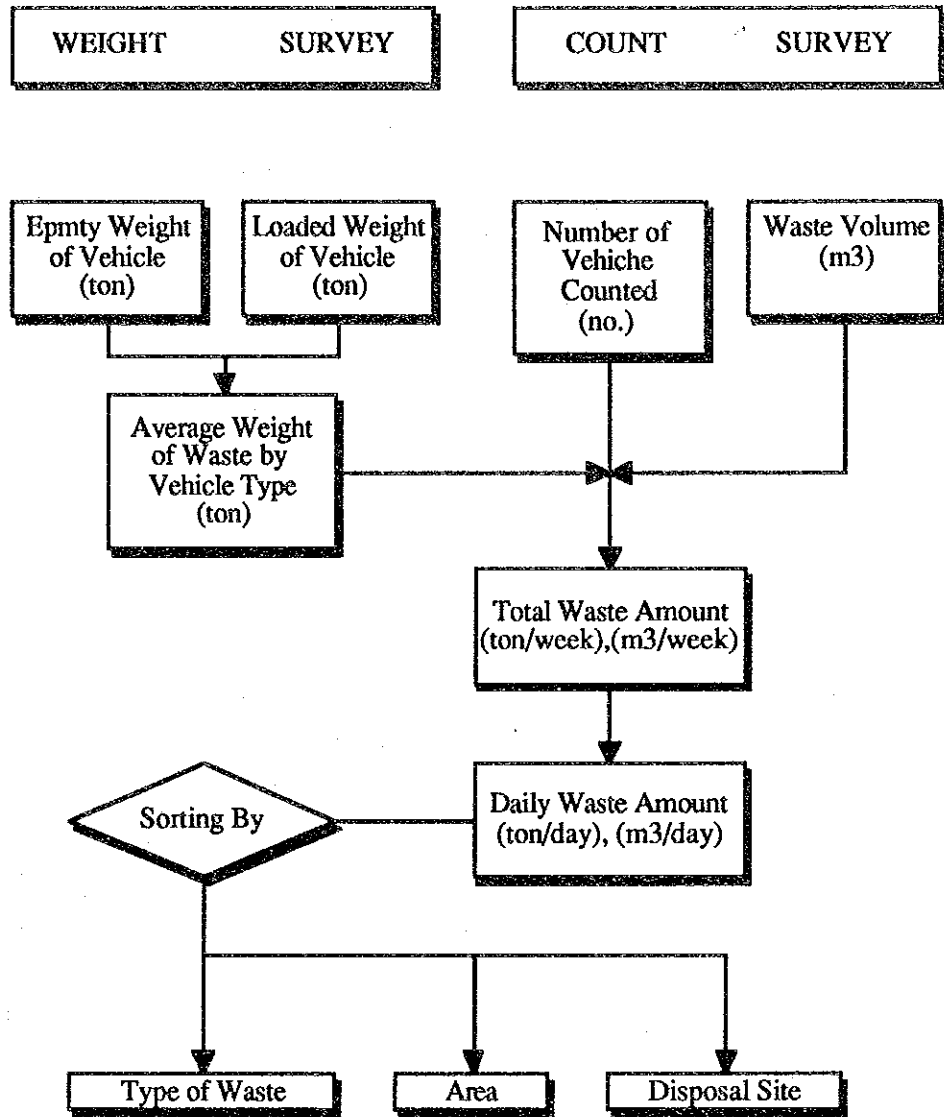 WEIGHT SURVEY
COUNT SURVEY
Epmty Weight
of Vehicle
(ton)
Loaded Weight
of Vehicle
(ton)
Number of
Vehiche
Counted
(no.)
Waste Volume
(m3)
Average Weight
of Waste by
Vehicle Type
(ton)
Total Waste Amount
(ton/week),(m3/week)
Daily Waste Amount
(ton/day), (m3/day)
Sorting By
Type of Waste
Area
Disposal Site